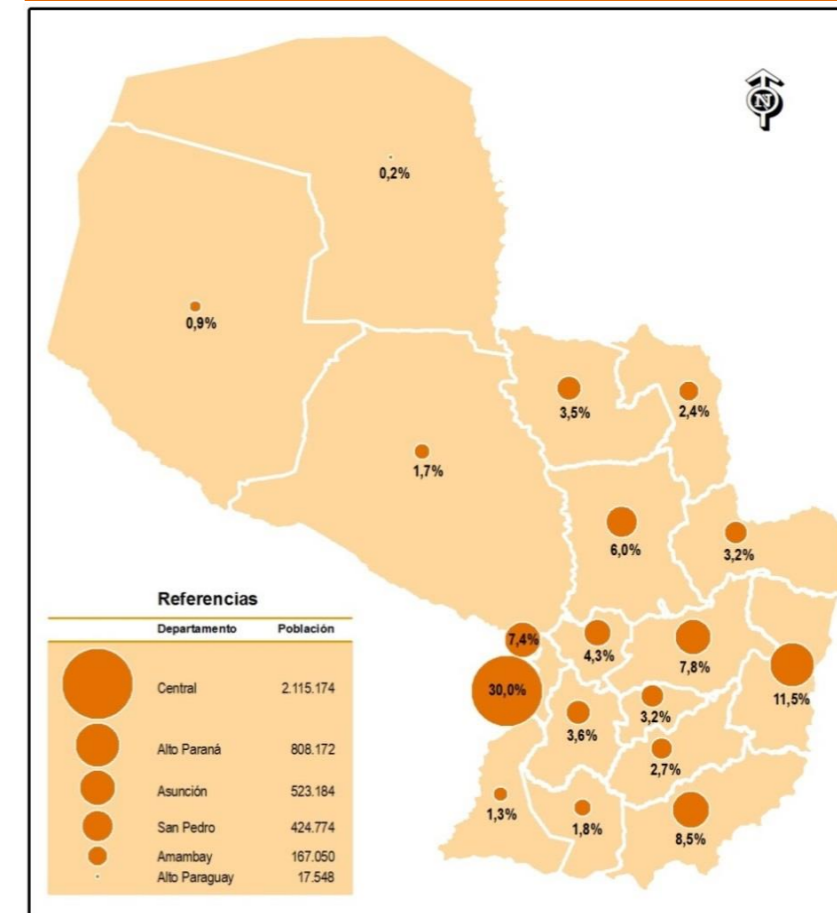 N
0,2%
0,9%
3,5%
2,4%
1,7%
6,0%
3,2%
7,4%
4,3%
7,8%
30,0%
11,5%
3,6%
3,2%
2,7%
1,3%
1,8%
8,5%
Referencias
Departamento Población
Central 2.115.174
Alto Paraná 808.172
Asunción 523.184
San Pedro 424.774
Amambay 167.050
Alto Paraguay 17.548